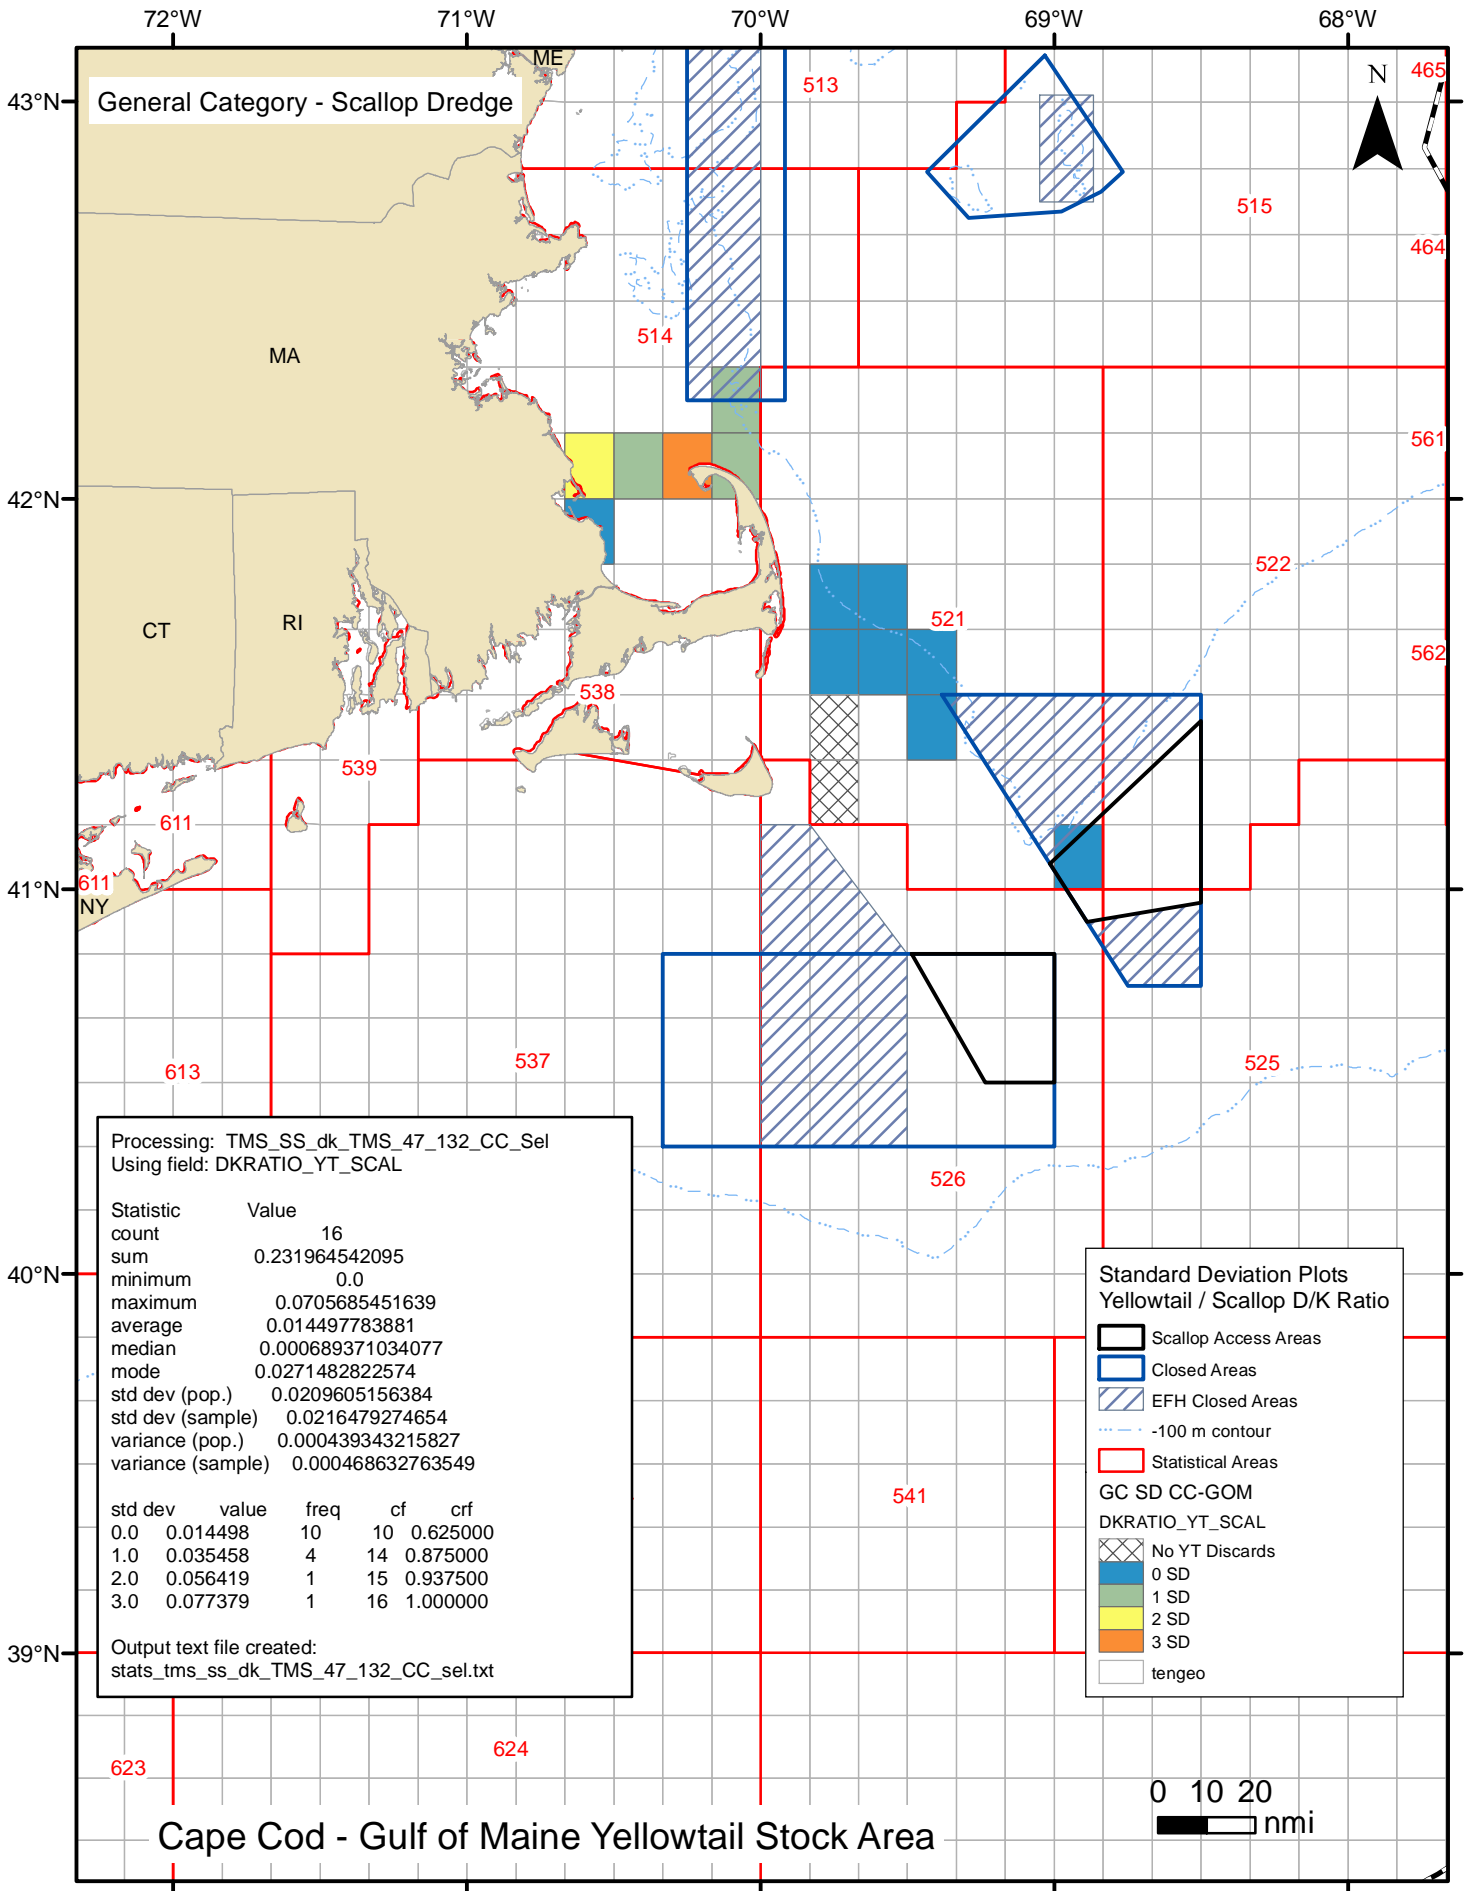 72°W 71°W 70°W 69°W 68°W
ME
General Category - Scallop Dredge
513
N
465
43°N
515
464
514
MA
561
42°N
522
521
CT
RI
562
538
539
611
611
41°N
NY
537
525
613
526
Processing: TMS_SS_dk_TMS_47_132_CC_Sel
Using field: DKRATIO_YT_SCAL
Statistic Value
count 16
sum 0.231964542095
minimum 0.0
maximum 0.0705685451639
average 0.014497783881
median 0.000689371034077
mode 0.0271482822574
std dev (pop.) 0.0209605156384
std dev (sample) 0.0216479274654
variance (pop.) 0.000439343215827
variance (sample) 0.000468632763549
std dev value freq cf crf
0.0 0.014498 10 10 0.625000
1.0 0.035458 4 14 0.875000
2.0 0.056419 1 15 0.937500
3.0 0.077379 1 16 1.000000
Output text file created:
stats_tms_ss_dk_TMS_47_132_CC_sel.txt
40°N
Standard Deviation Plots
Yellowtail / Scallop D/K Ratio
Scallop Access Areas
Closed Areas
EFH Closed Areas
-100 m contour
Statistical Areas
GC SD CC-GOM
DKRATIO_YT_SCAL
No YT Discards
0 SD
1 SD
2 SD
3 SD
tengeo
541
39°N
624
623
0 10 20
nmi
Cape Cod - Gulf of Maine Yellowtail Stock Area